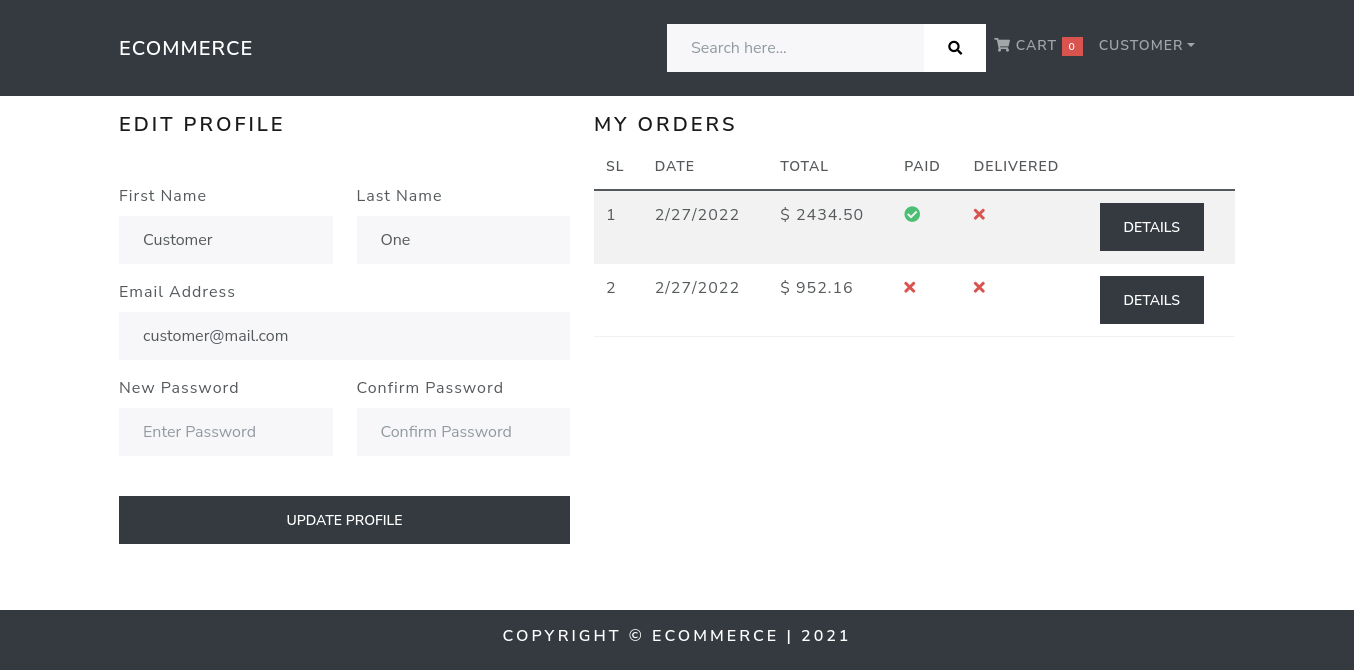 ECOMMERCE
Search here...
CART 0
CUSTOMER
EDIT PROFILE
First Name Last Name
Customer One
Email Address
customer@mail.com
New Password Confirm Password
Enter Password Confirm Password
UPDATE PROFILE
MY ORDERS
SL DATE TOTAL PAID DELIVERED
1 2/27/2022 $ 2434.50 DETAILS
2 2/27/2022 $ 952.16 DETAILS
COPYRIGHT © ECOMMERCE | 2021